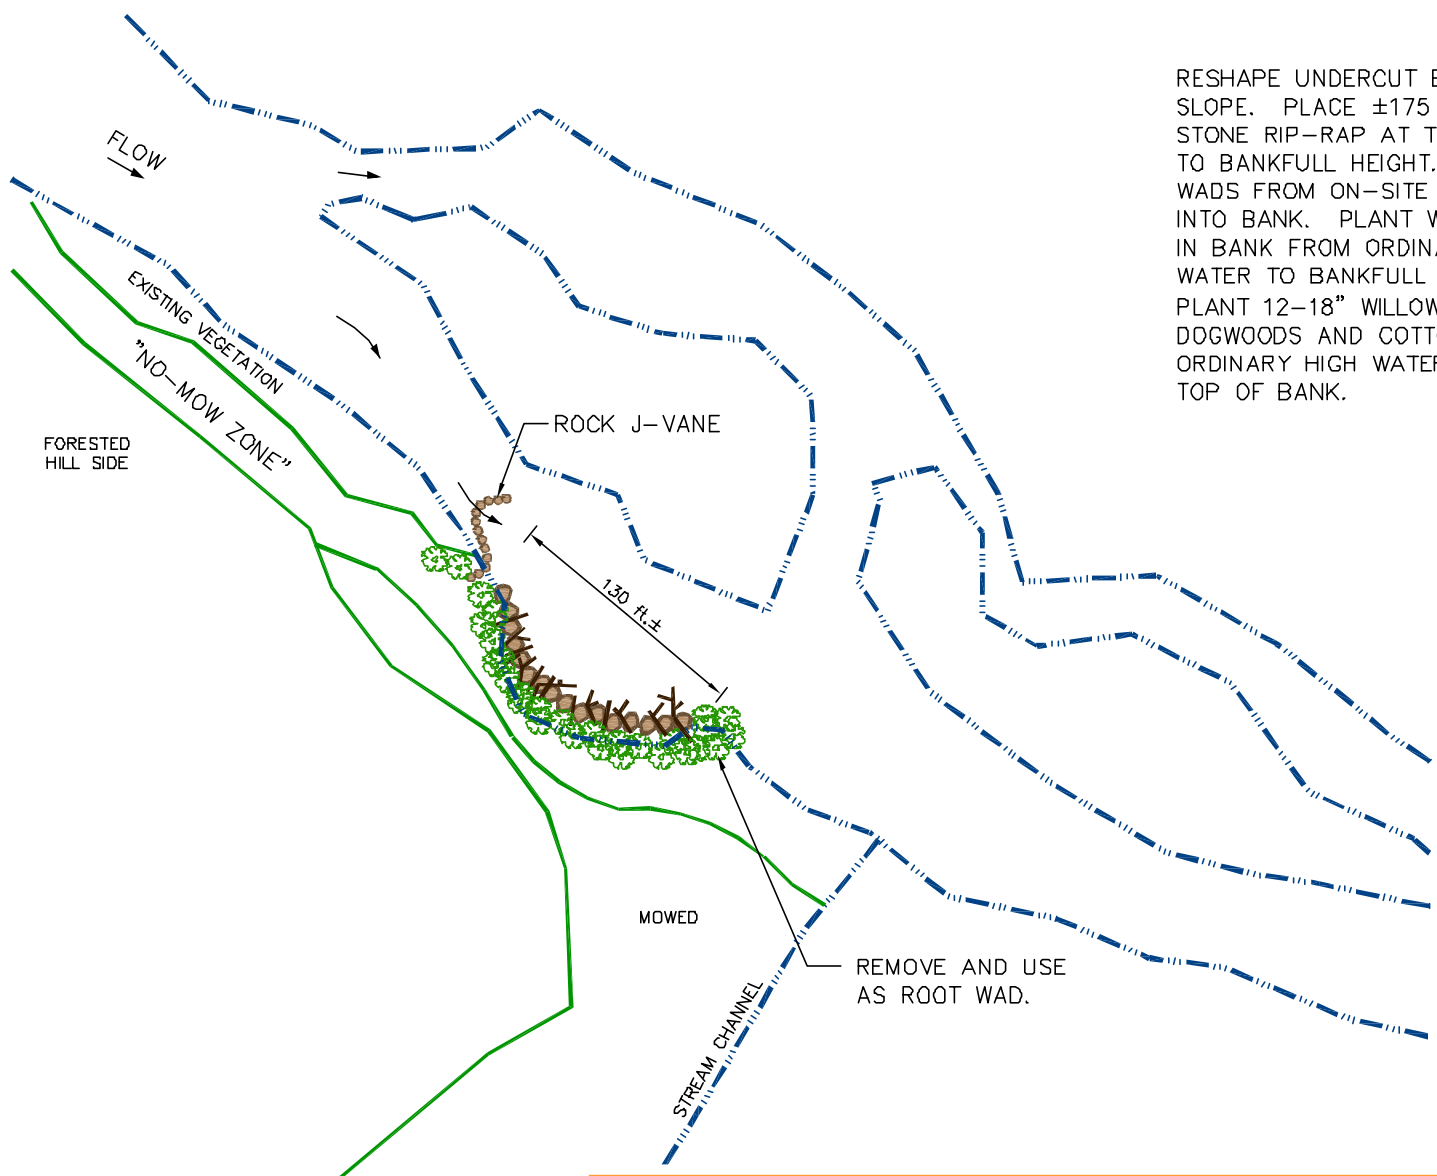 RESHAPE UNDERCUT
SLOPE. PLACE ±175
STONE RIP-RAP AT
TO BANKFULL HEIGHT.
WADS FROM ON-SITE
INTO BANK. PLANT
IN BANK FROM
WATER TO BANKFULL
PLANT 12-18" WILLOW
DOGWOODS AND
ORDINARY HIGH WATER
TOP OF BANK.
FLOW
EXISTING VEGETATION
"NO-MOW ZONE"
FORESTED
HILL SIDE
ROCK J-VANE
130 ft.±
MOWED
REMOVE AND USE
AS ROOT WAD.
STREAM CHANNEL